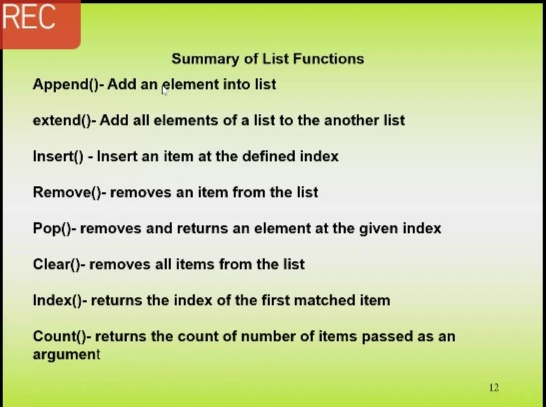 REC
Summary of List Functions
Append()- Add an element into list
extend()- Add all elements of a list to the another list
Insert() - Insert an item at the defined index
Remove()- removes an item from the list
Pop()- removes and returns an element at the given index
Clear()- removes all items from the list
Index()- returns the index of the first matched item
Count()- returns the count of number of items passed as an
argument
12